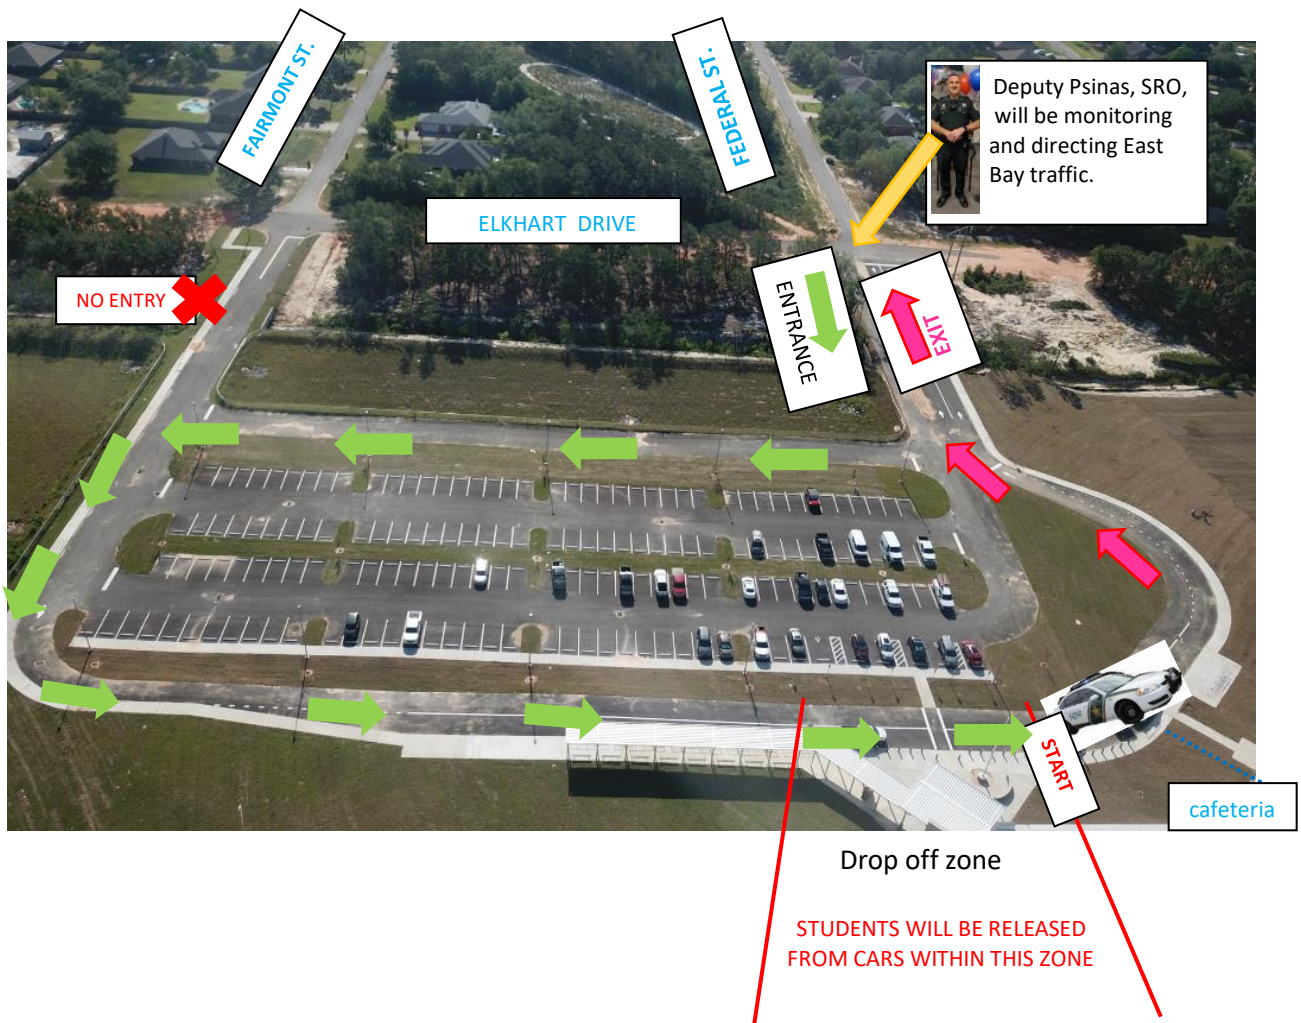 FAIRMONT ST.
FEDERAL ST.
Deputy Psinas, SRO,
will be monitoring
and directing East
Bay traffic.
ELKHART DRIVE
NO ENTRY
ENTRANCE
EXIT
START
cafeteria
Drop off zone
STUDENTS WILL BE RELEASED
FROM CARS WITHIN THIS ZONE